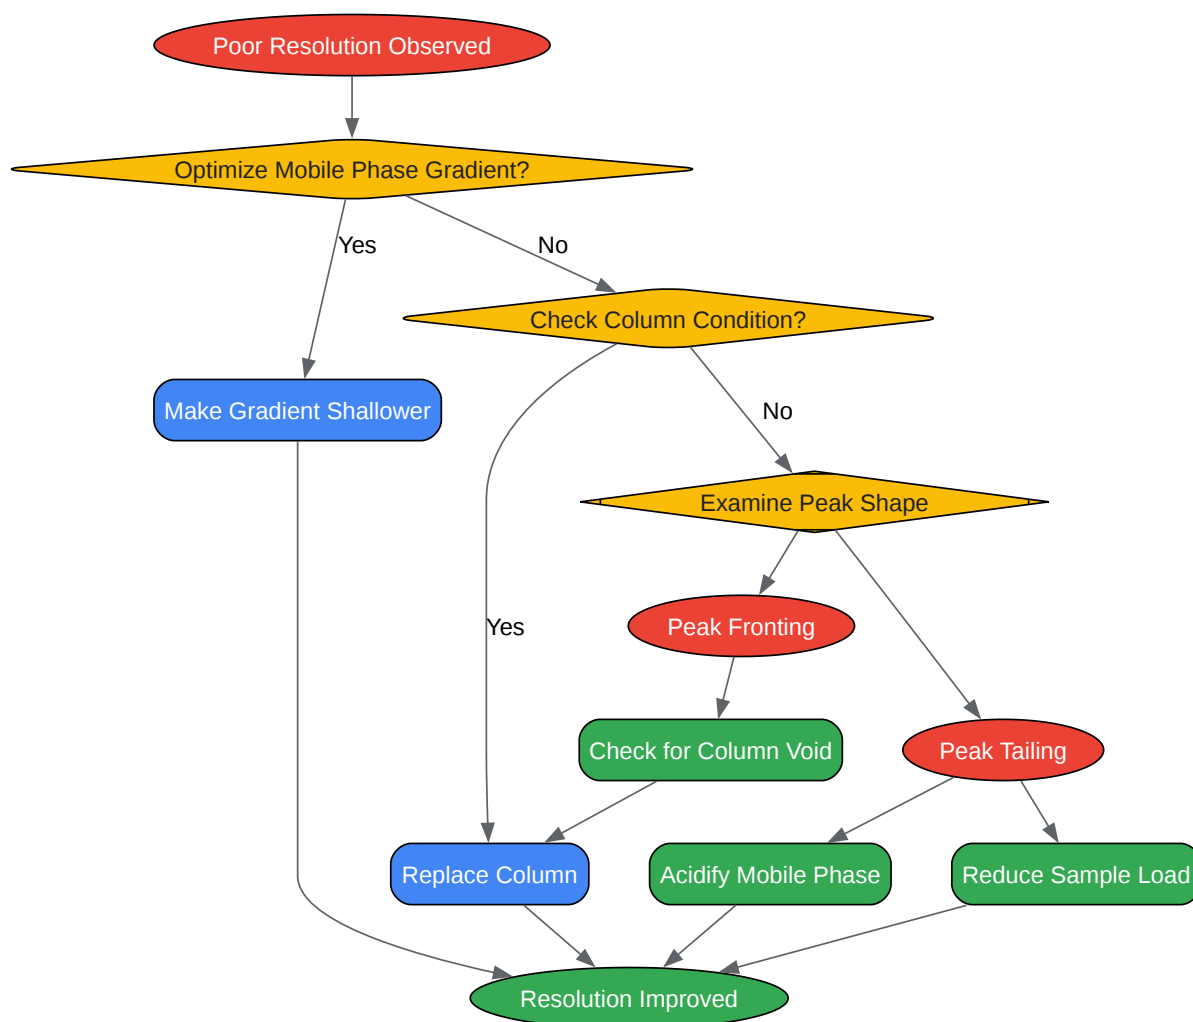 Poor Resolution Observed
Optimize Mobile Phase Gradient?
Yes
No
Check Column Condition?
Make Gradient Shallower
No
Examine Peak Shape
Yes
Peak Fronting
Check for Column Void
Peak Tailing
Replace Column
Acidify Mobile Phase
Reduce Sample Load
Resolution Improved